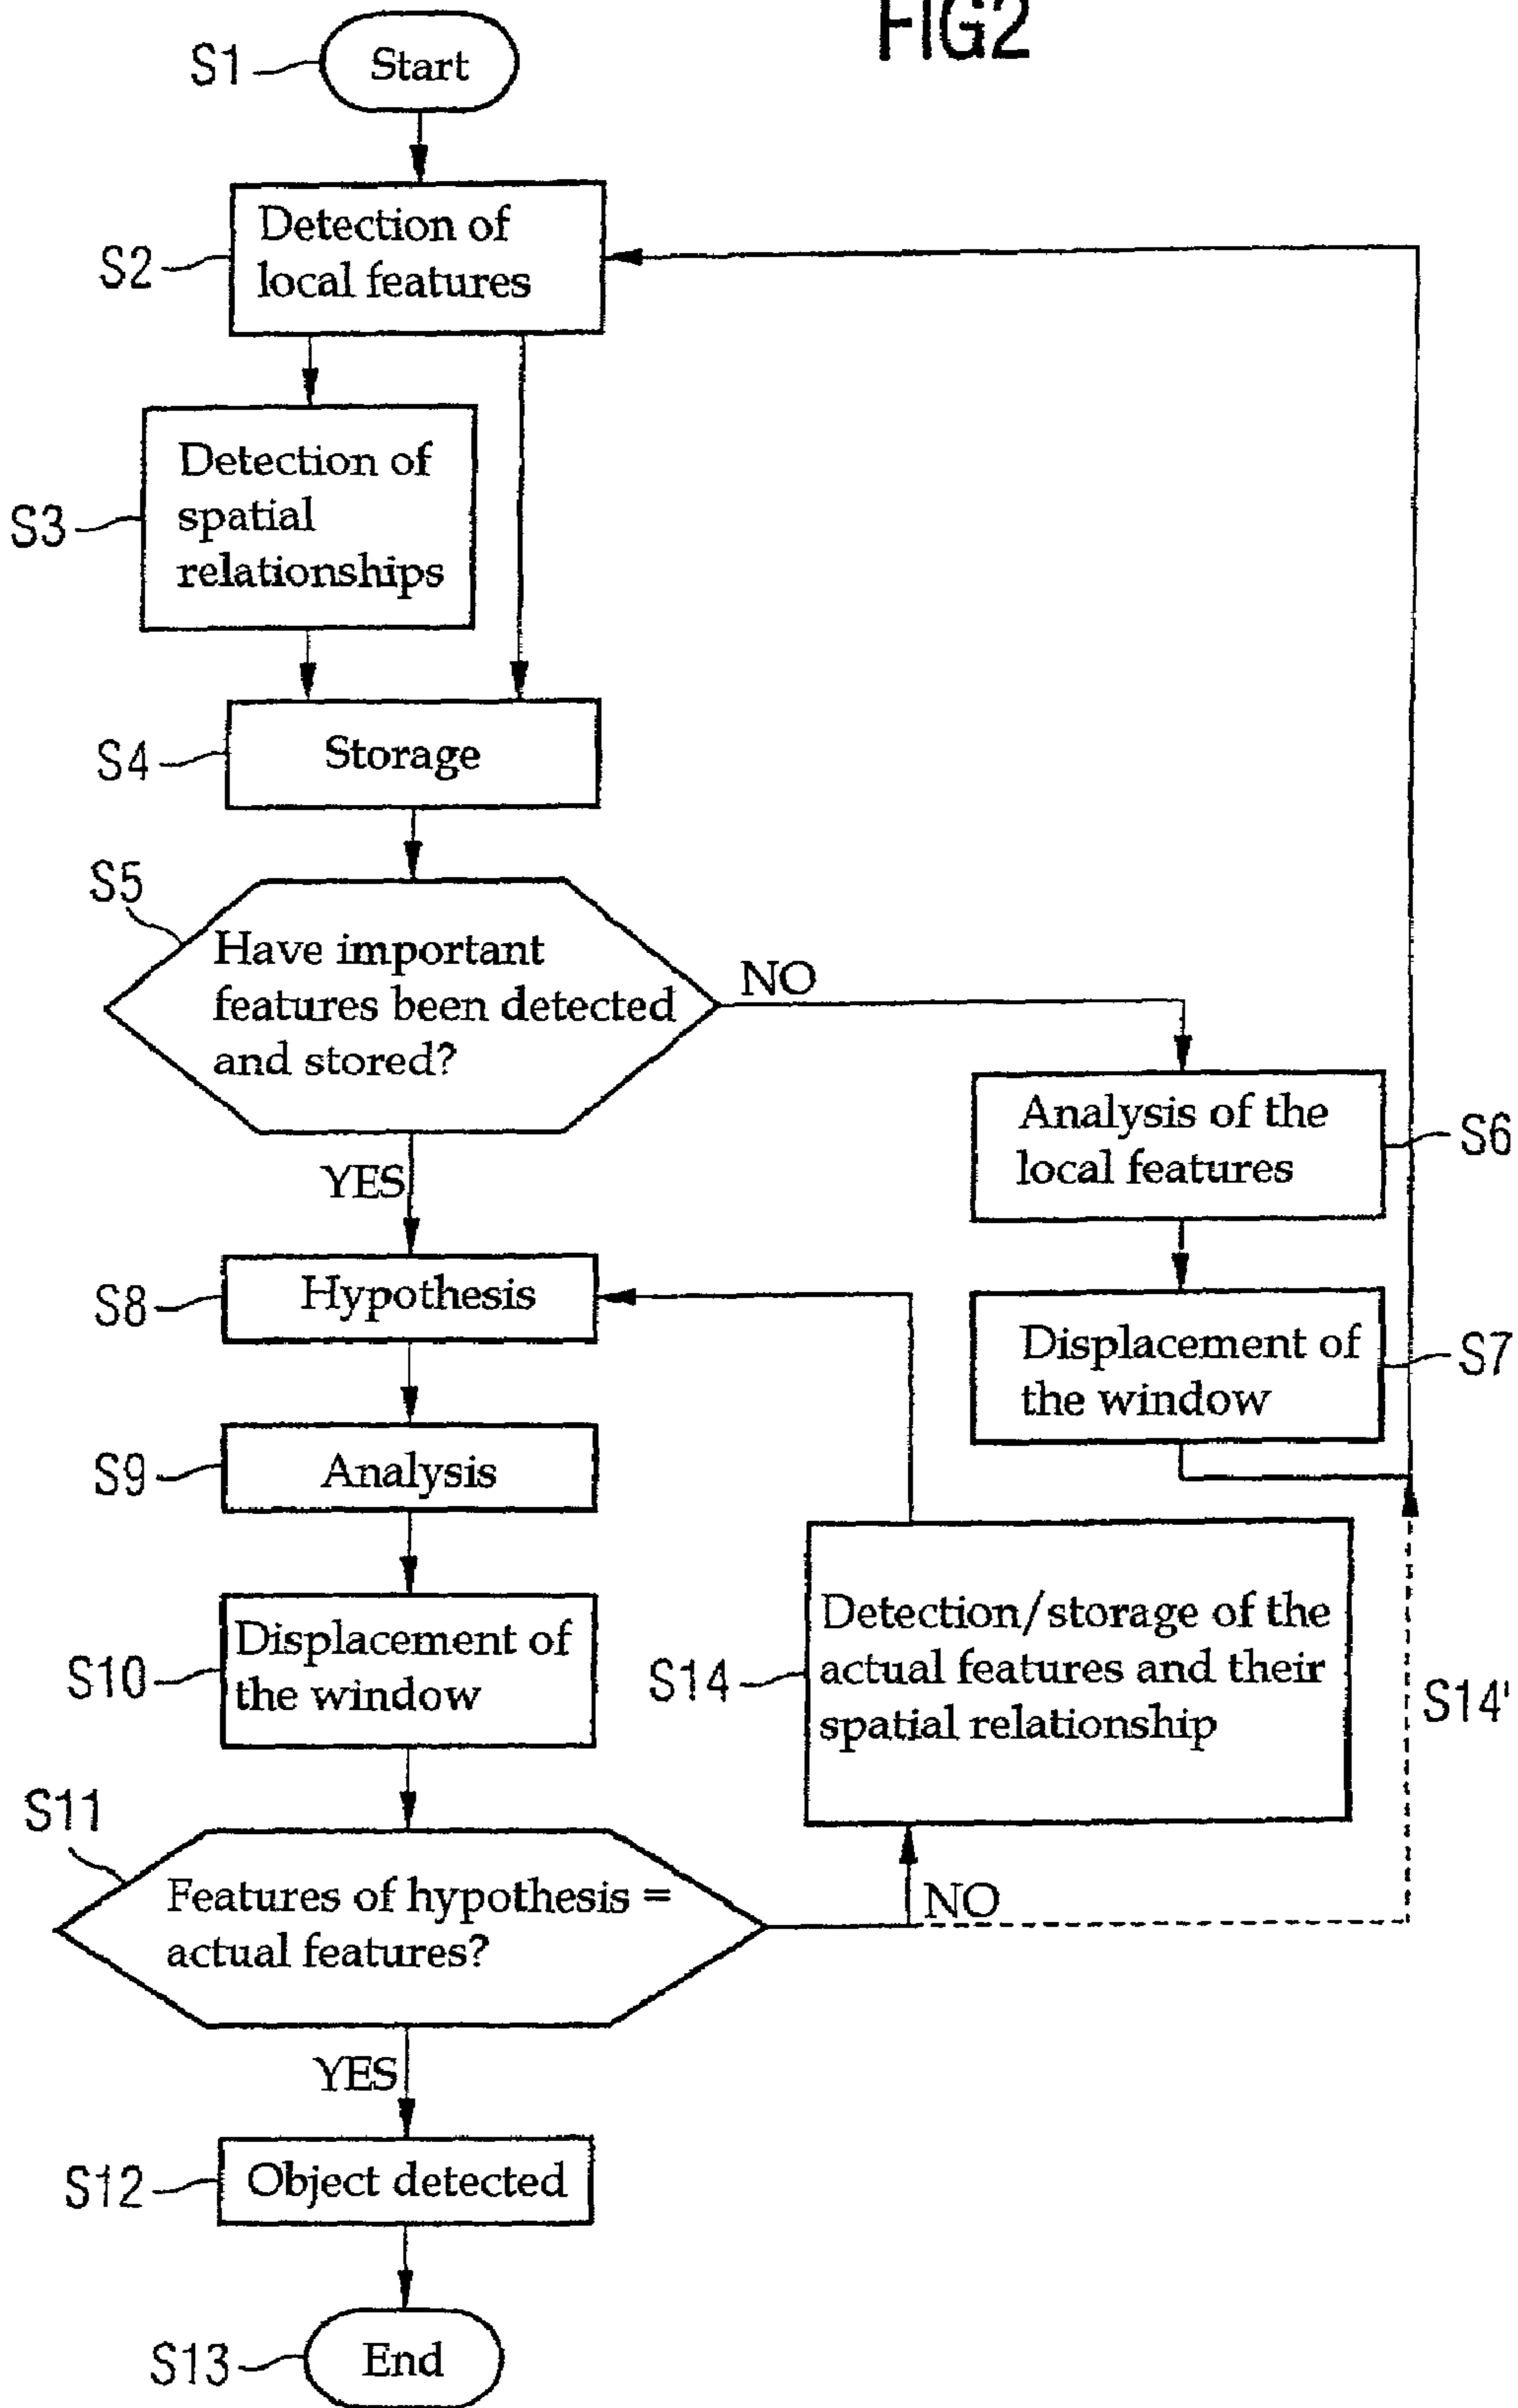 FIG2
S1
Start
S2
Detection of
local features
S3
Detection of
spatial
relationships
S4
Storage
S5
Have important
features been detected
and stored?
NO
YES
S6
Analysis of the
local features
S7
Displacement of
the window
S8
Hypothesis
S9
Analysis
S10
Displacement of
the window
S14
Detection/storage of the
actual features and their
spatial relationship
S14'
S11
Features of hypothesis =
actual features?
NO
YES
S12
Object detected
S13
End